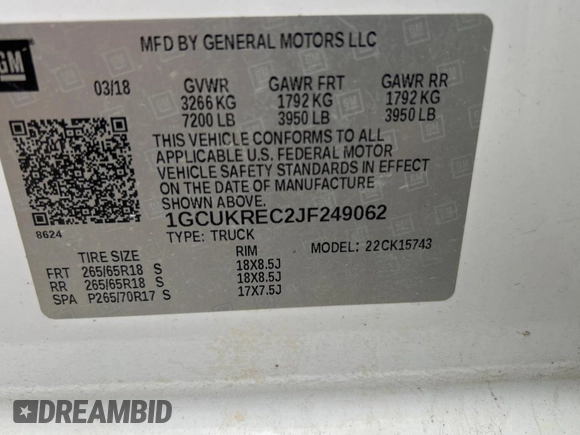 GM
MFD BY GENERAL MOTORS LLC
03/18 GVWR GAWR FRT GAWR RR
3266 KG 1792 KG 1792 KG
7200 LB 3950 LB 3950 LB
THIS VEHICLE CONFORMS TO ALL
APPLICABLE U.S. FEDERAL MOTOR
VEHICLE SAFETY STANDARDS IN EFFECT
ON THE DATE OF MANUFACTURE
SHOWN ABOVE.
8624
1GCUKREC2JF249062
TYPE: TRUCK MODEL: 22CK15743
TIRE SIZE RIM
FRT 265/65R18 S 18X8.5J
RR 265/65R18 S 18X8.5J
SPA P265/70R17 S 17X7.5J
DREAMBID